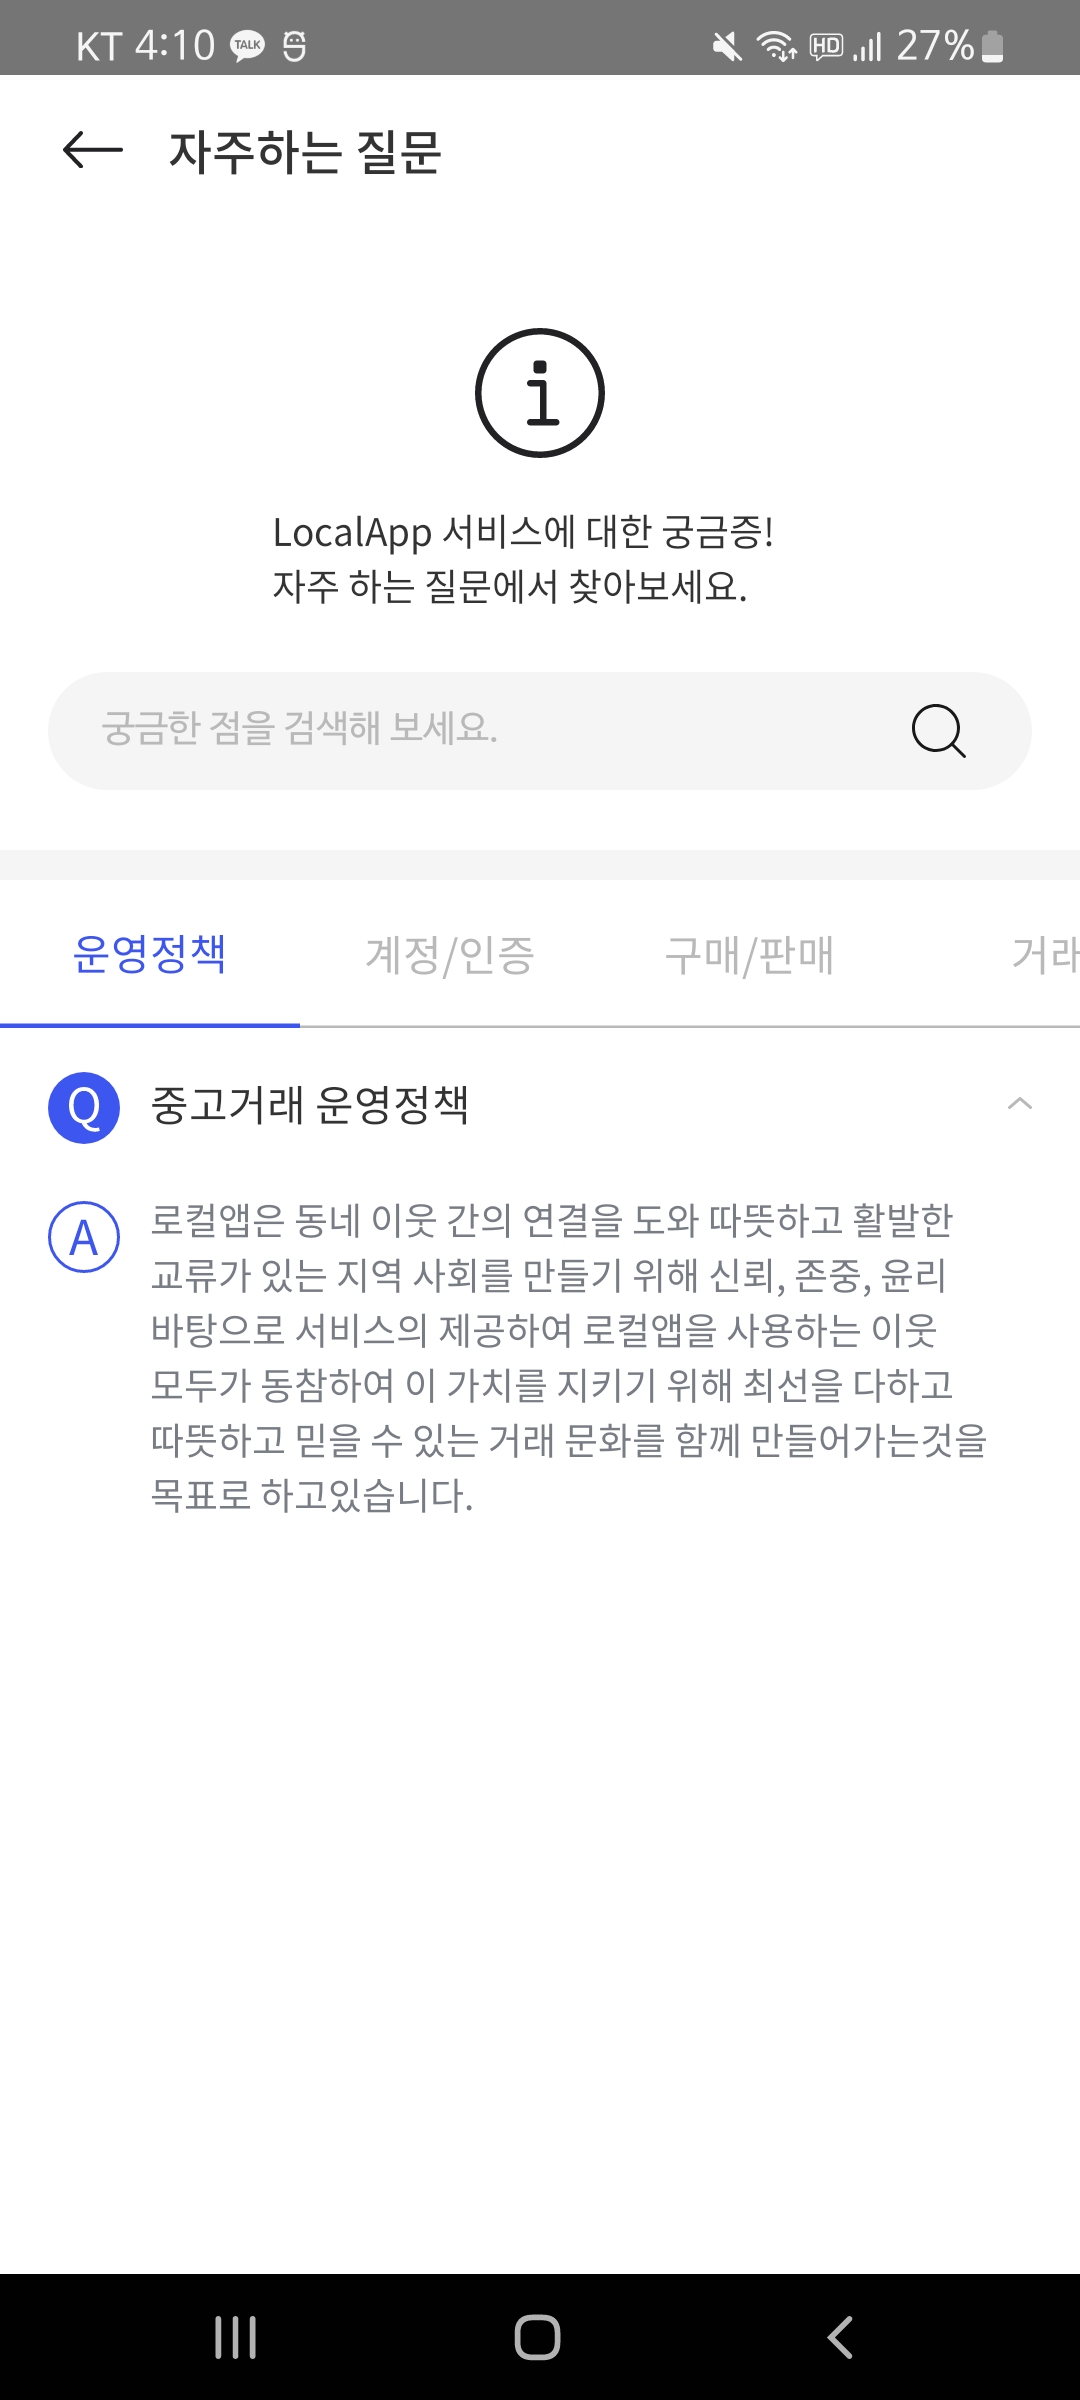 KT 4:10 TALK HD 27%
자주하는 질문
LocalApp 서비스에 대한 궁금증!
자주 하는 질문에서 찾아보세요.
궁금한 점을 검색해 보세요.
운영정책 계정/인증 구매/판매 거래
Q 중고거래 운영정책
A 로컬앱은 동네 이웃 간의 연결을 도와 따뜻하고 활발한
교류가 있는 지역 사회를 만들기 위해 신뢰, 존중, 윤리
바탕으로 서비스의 제공하여 로컬앱을 사용하는 이웃
모두가 동참하여 이 가치를 지키기 위해 최선을 다하고
따뜻하고 믿을 수 있는 거래 문화를 함께 만들어가는것을
목표로 하고있습니다.